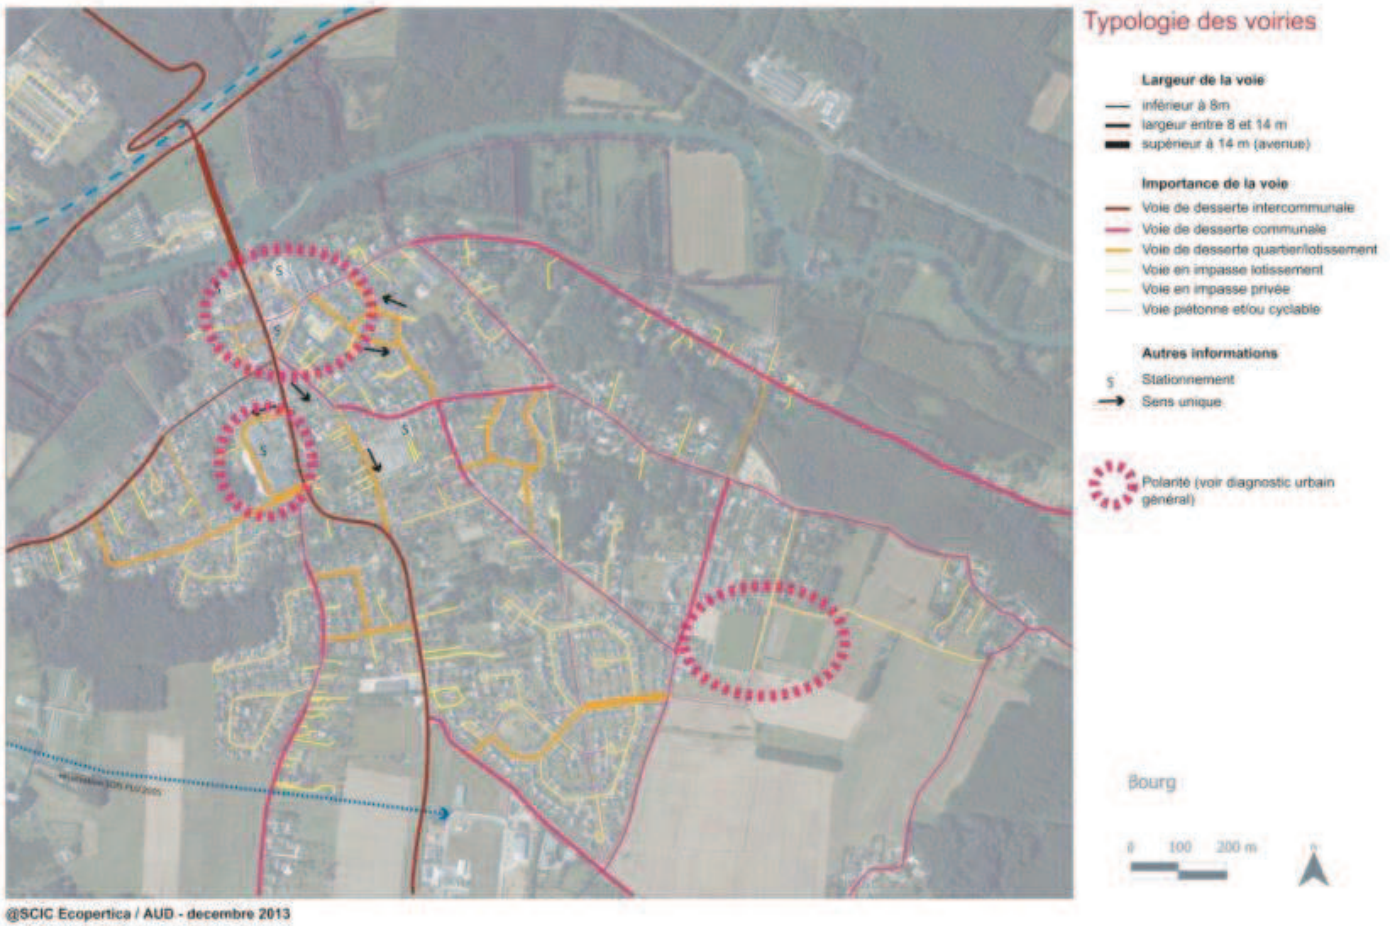 Typologie des voiries
Largeur de la voie
inférieur à 8m
largeur entre 8 et 14 m
supérieur à 14 m (avenue)
Importance de la voie
Voie de desserte intercommunale
Voie de desserte communale
Voie de desserte quartier/lotissement
Voie en impasse lotissement
Voie en impasse privée
Voie piétonne et/ou cyclable
Autres informations
S Stationnement
Sens unique
Polarité (voir diagnostic urbain
général)
S
S
S
S
PLU 2005
Bourg
0 100 200 m
@SCIC Ecopertica / AUD - decembre 2013